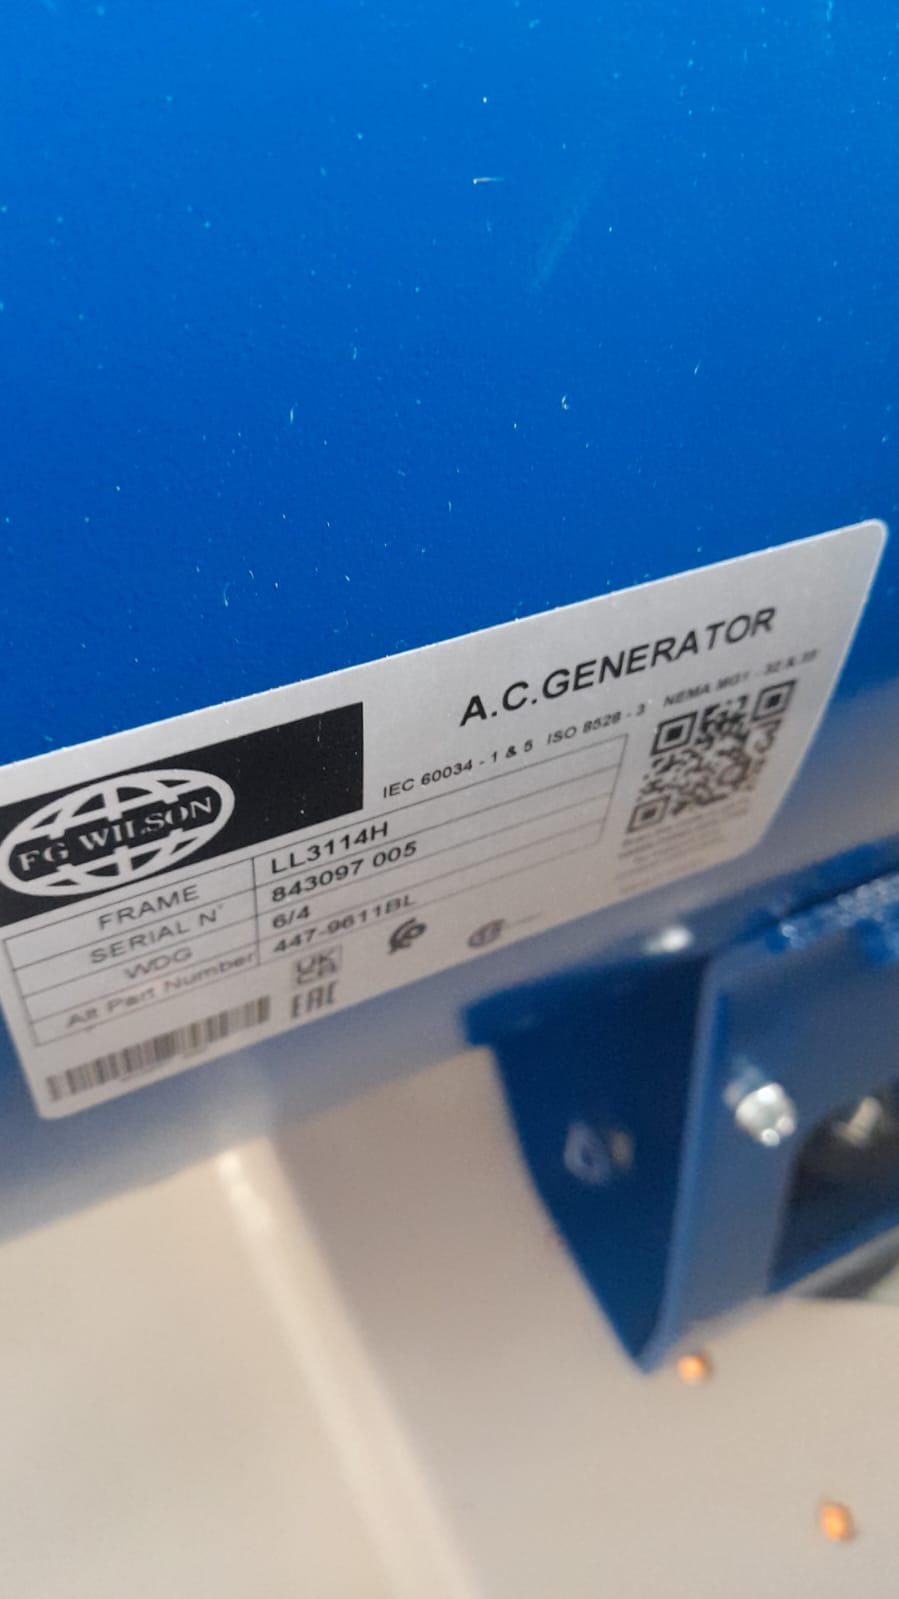 A.C.GENERATOR
IEC 60034 - 1 & 5 ISO 8528 - 3 NEMA MG1 - 32 & 33
FG WILSON
FRAME LL3114H
SERIAL N° 843097 005
WDG 6/4
Alt Part Number 447-9611BL
UK CA
EAC